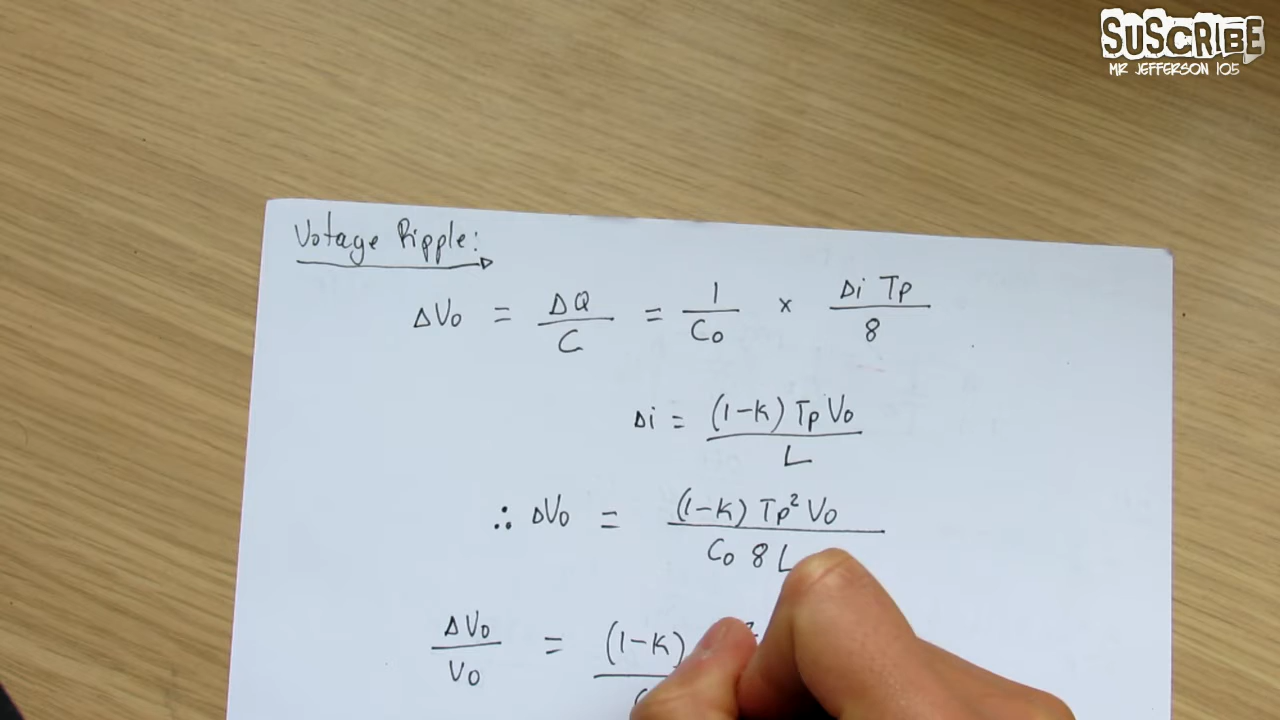 SUSCRIBE
MR JEFFERSON 105
Votage Ripple:
ΔVo = ΔQ/C = 1/Co × Δi Tp/8
Δi = (1-K) Tp Vo/L
∴ ΔVo = (1-K) Tp² Vo/Co 8 L
ΔVo/Vo = (1-K)